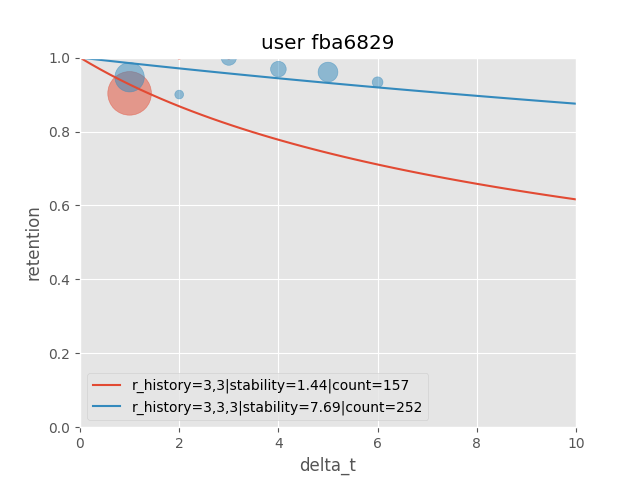 user fba6829
1.0
0.8
0.6
0.4
0.2
0.0
retention
r_history=3,3|stability=1.44|count=157
r_history=3,3,3|stability=7.69|count=252
0 2 4 6 8 10
delta_t